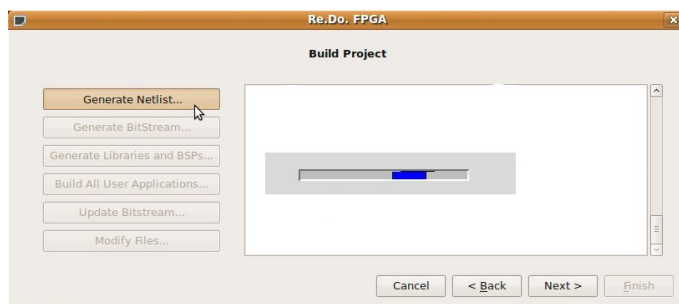 Re.Do. FPGA
Build Project
Generate Netlist...
Generate BitStream...
Generate Libraries and BSPs...
Build All User Applications...
Update Bitstream...
Modify Files...
Cancel
< Back
Next >
Finish